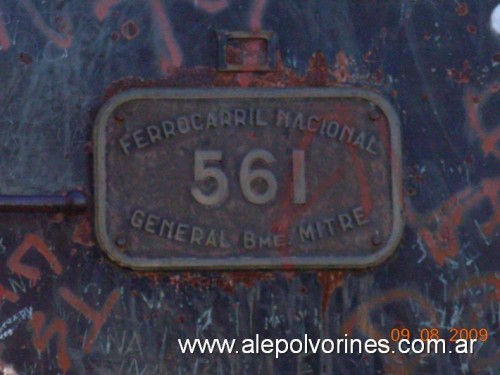 FERROCARRIL NACIONAL
561
GENERAL BME. MITRE
09.08.2009
www.alepolvorines.com.ar